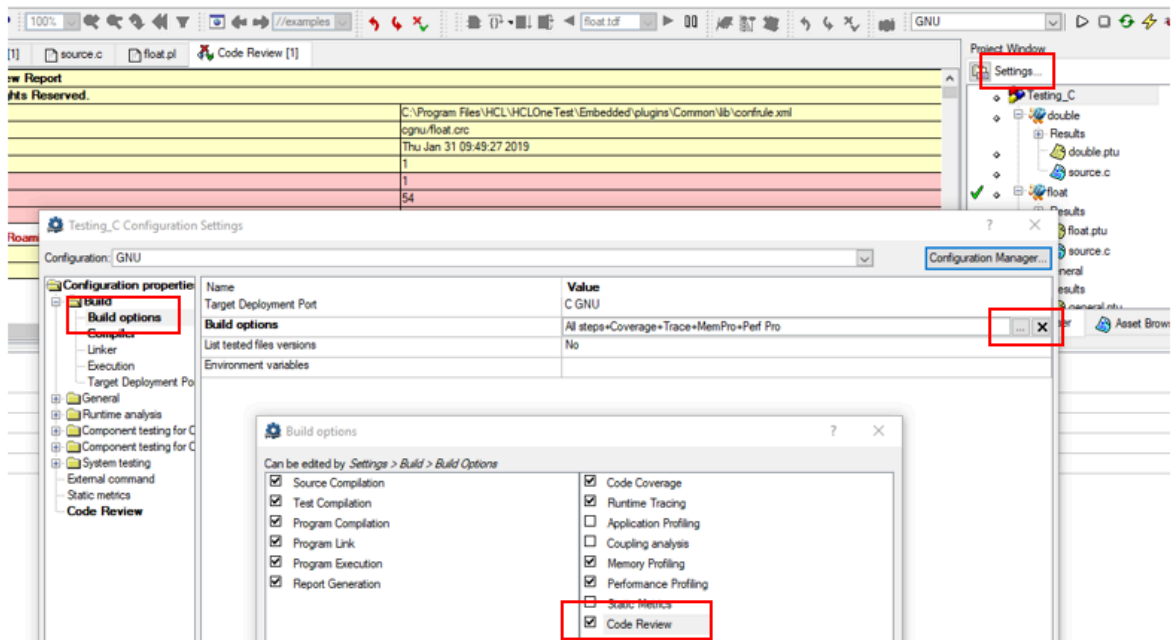 100% //examples float.tdf GNU
[1] source.c float.pl Code Review [1] Project Window
Settings...
ew Report
hts Reserved.
C:\Program Files\HCL\HCLOneTest\Embedded\plugins\Common\lib\confrule.xml
cgnu/float.crc
Thu Jan 31 09:49:27 2019
1
1
54
Testing_C
double
Results
double.ptu
source.c
float
Results
float.ptu
source.c
neral
esults
general.ptu
er Asset Brow
Roam
Testing_C Configuration Settings ? ×
Configuration: GNU Configuration Manager...
Configuration propertie
Build
Build options
Compiler
Linker
Execution
Target Deployment Po
General
Runtime analysis
Component testing for C
Component testing for C
System testing
External command
Static metrics
Code Review
Name Value
Target Deployment Port C GNU
Build options All steps+Coverage+Trace+MemPro+Perf Pro ...
List tested files versions No
Environment variables
Build options ? ×
Can be edited by Settings > Build > Build Options
Source Compilation Code Coverage
Test Compilation Runtime Tracing
Program Compilation Application Profiling
Program Link Coupling analysis
Program Execution Memory Profiling
Report Generation Performance Profiling
Static Metrics
Code Review